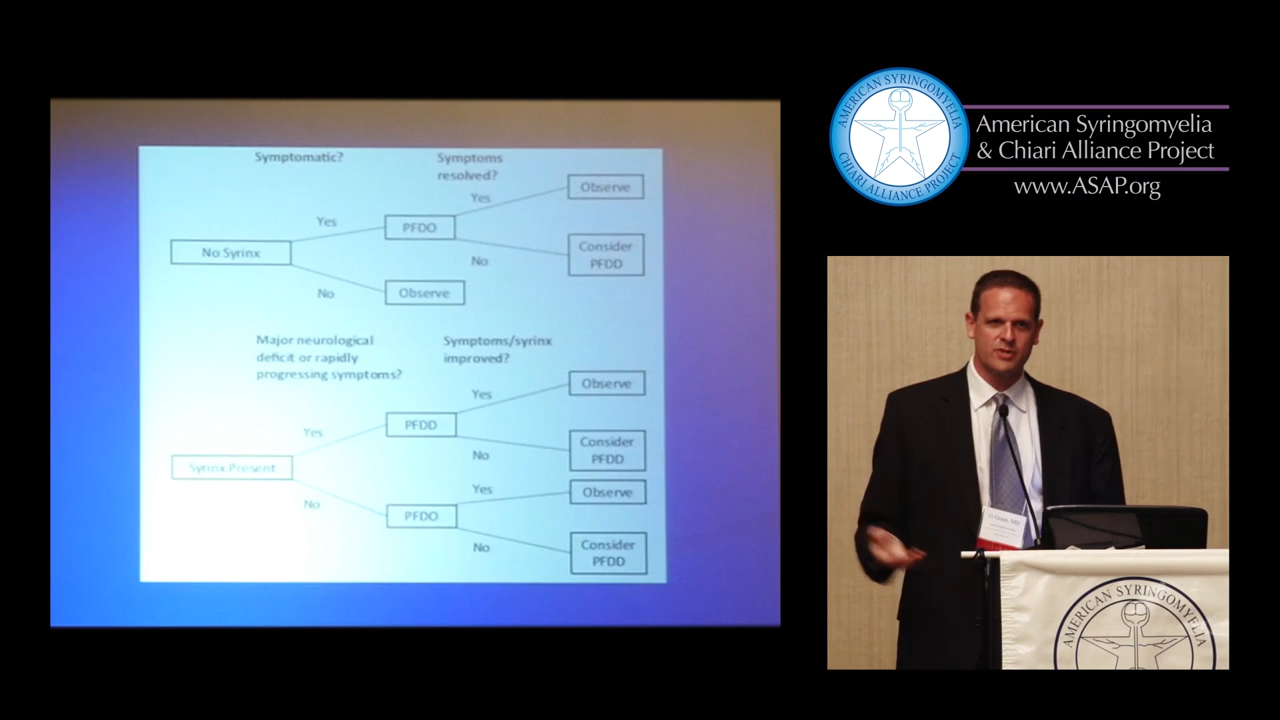 Symptomatic?
Symptoms
resolved?
Yes
Observe
Yes
PFDO
No Syrinx
Consider
PFDD
No
No
Observe
Major neurological
deficit or rapidly
progressing symptoms?
Symptoms/syrinx
improved?
Observe
Yes
PFDD
Yes
Consider
PFDD
No
Syrinx Present
Yes
Observe
No
PFDO
No
Consider
PFDD
AMERICAN SYRINGOMYELIA
CHIARI ALLIANCE PROJECT
American Syringomyelia
& Chiari Alliance Project
www.ASAP.org
MD
AMERICAN SYRINGOMYELIA